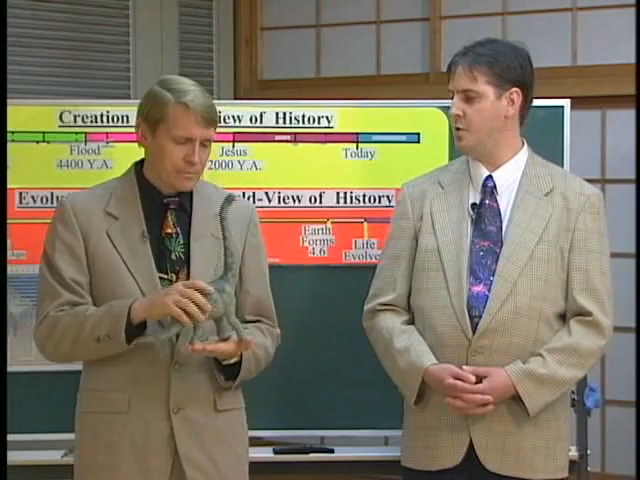 Creation
View of History
Flood
4400 Y.A.
Jesus
2000 Y.A.
Today
Evolu
ld-View of History
Earth
Forms
4.6
Life
Evolve